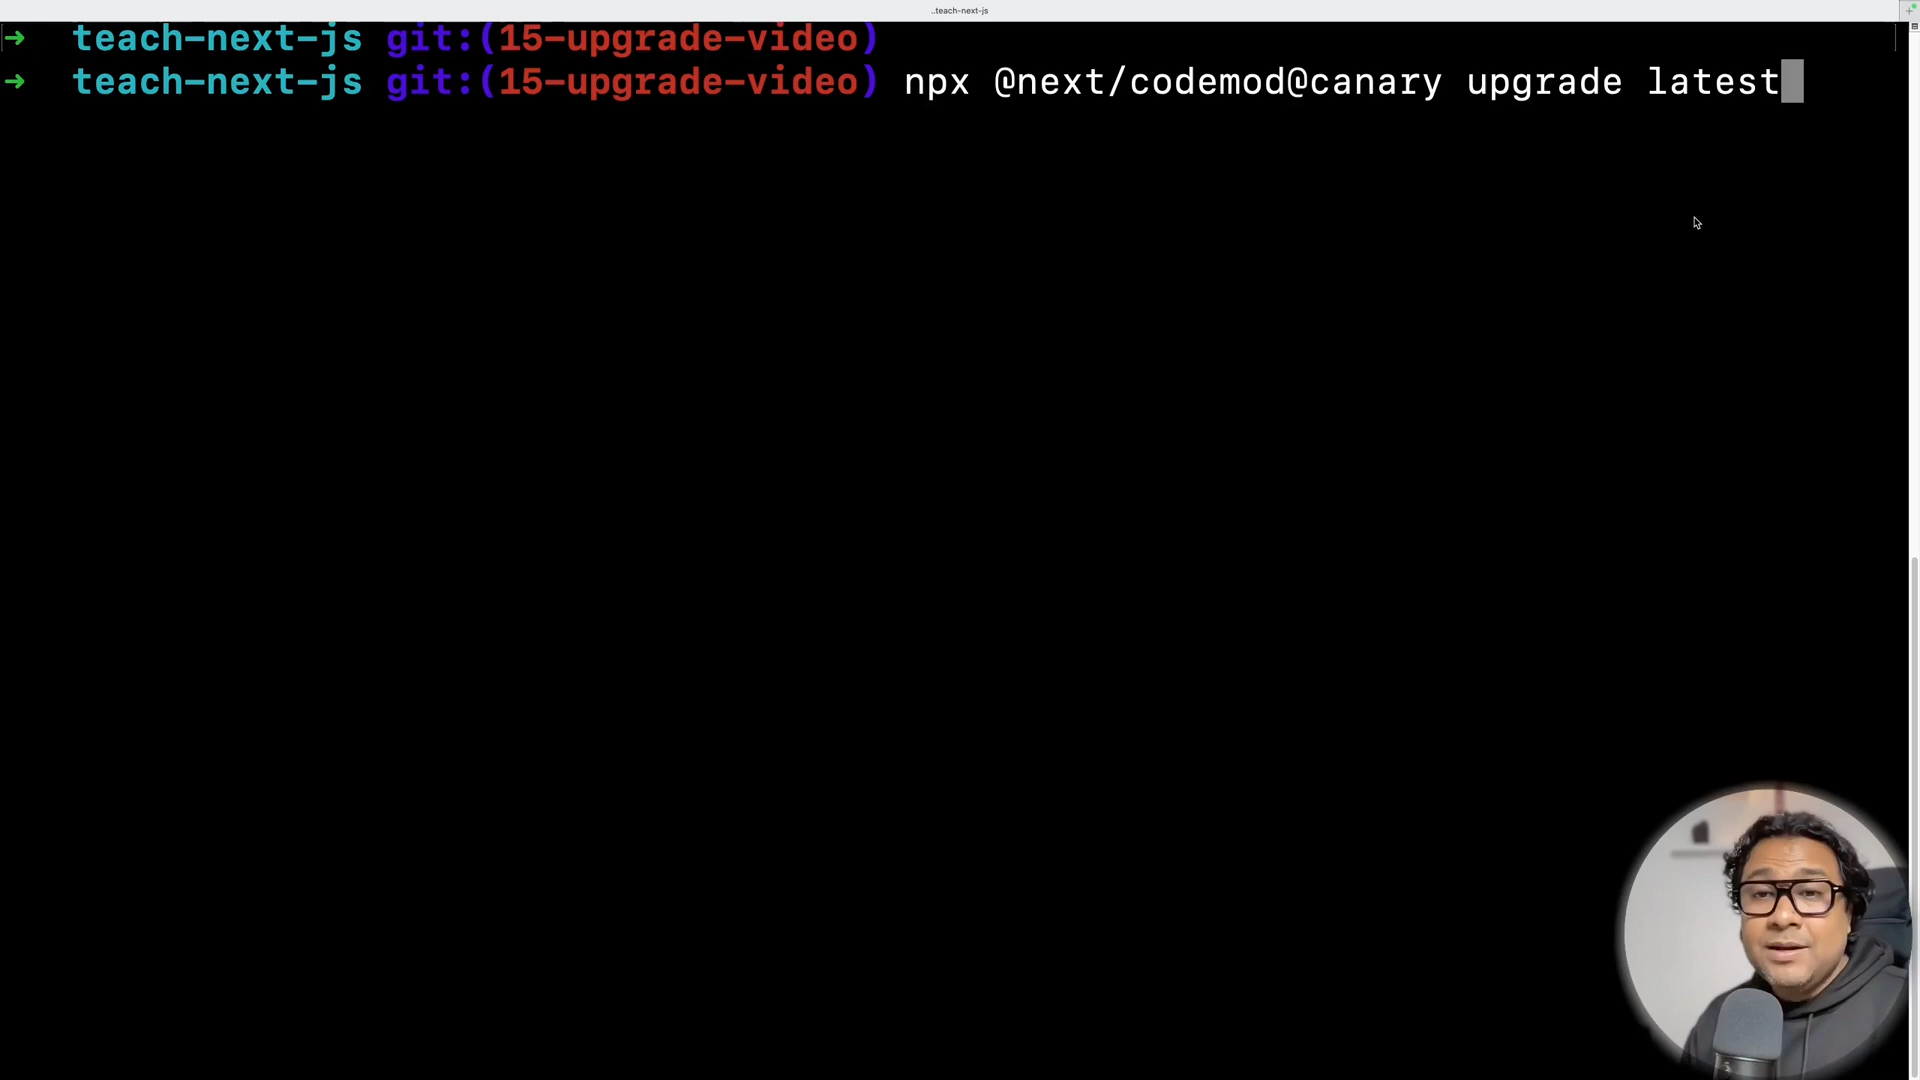 ..teach-next-js
➜ teach-next-js git:(15-upgrade-video)
➜ teach-next-js git:(15-upgrade-video) npx @next/codemod@canary upgrade latest